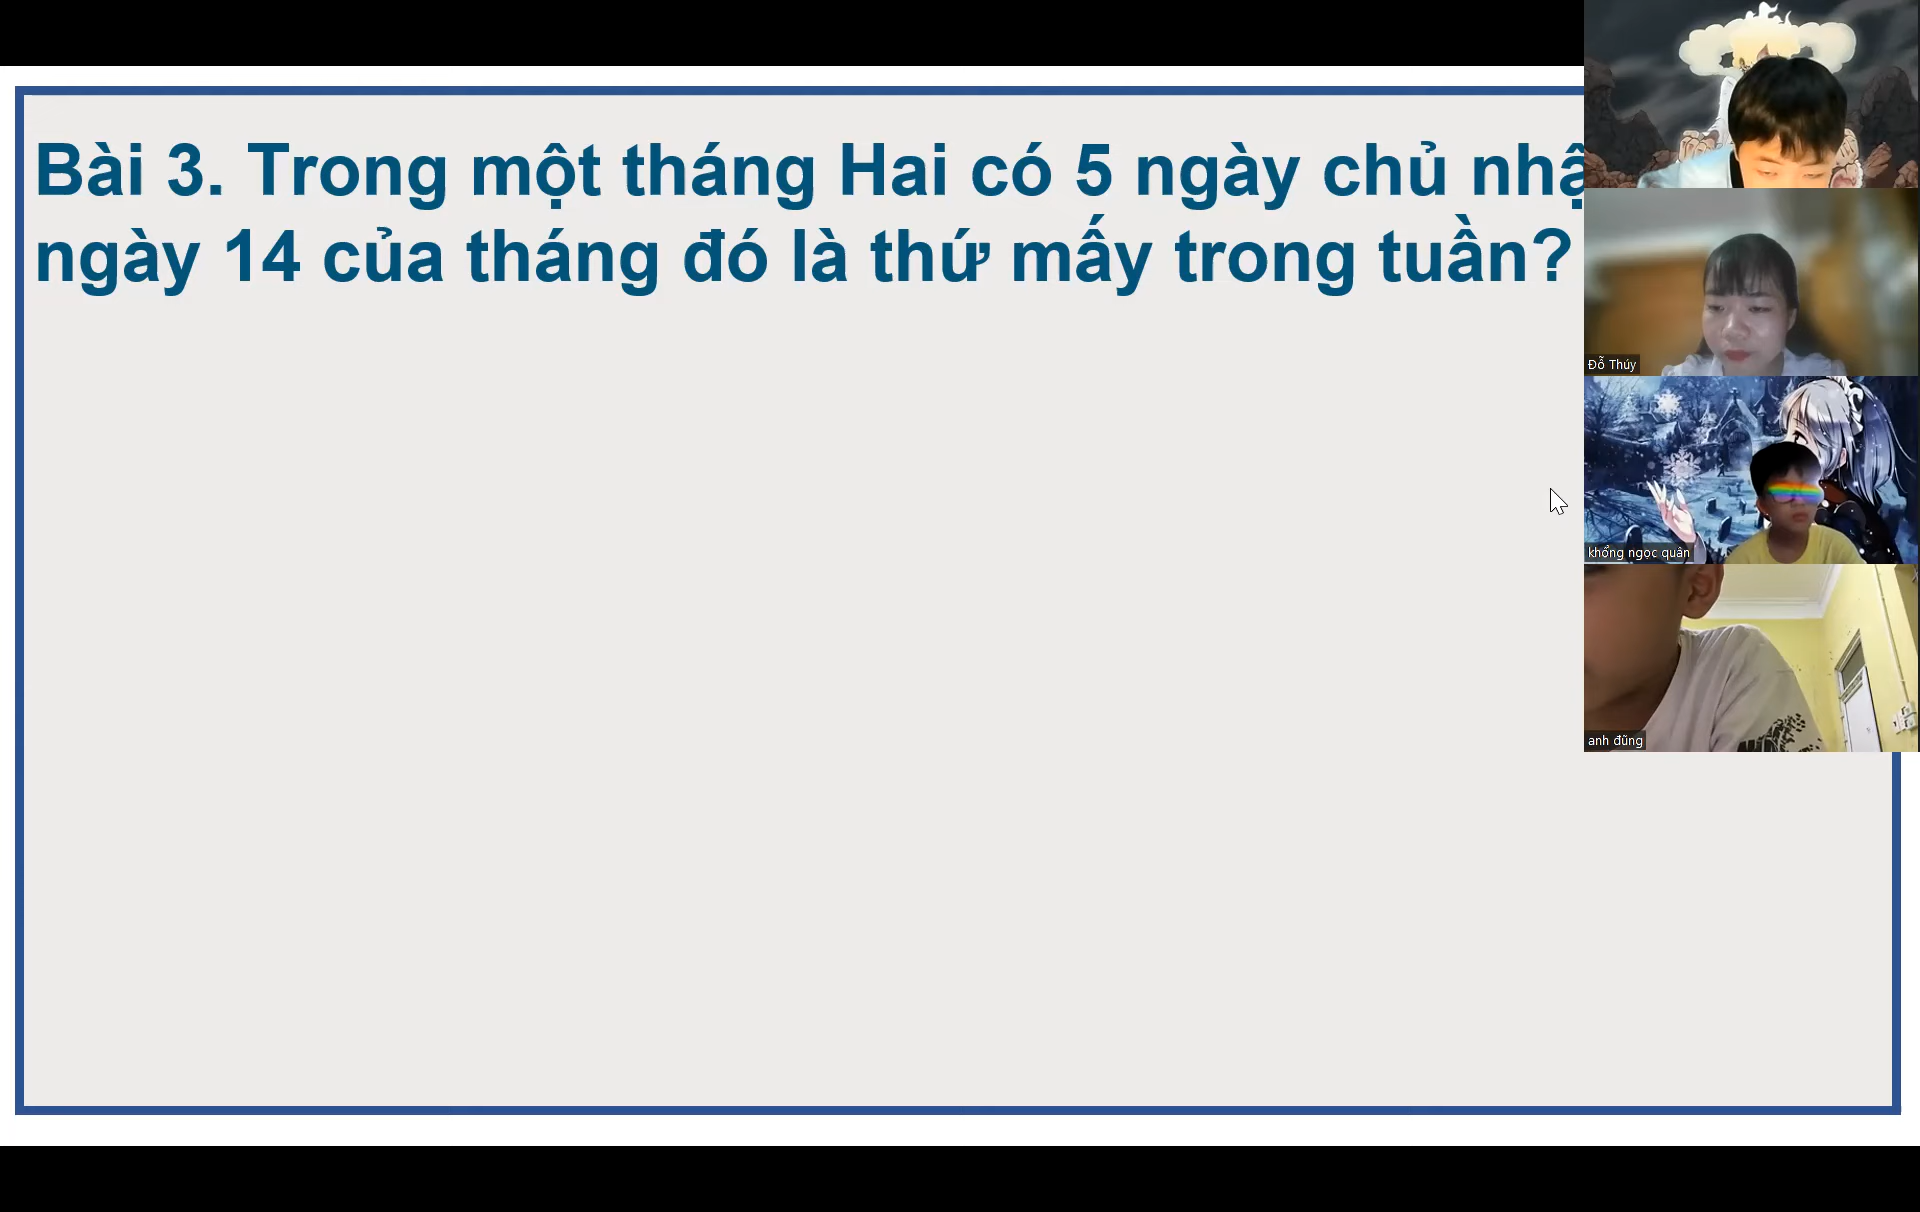 Bài 3. Trong một tháng Hai có 5 ngày chủ
ngày 14 của tháng đó là thứ mấy trong tuần?
Đỗ Thúy
khổng ngọc quân
anh đũng